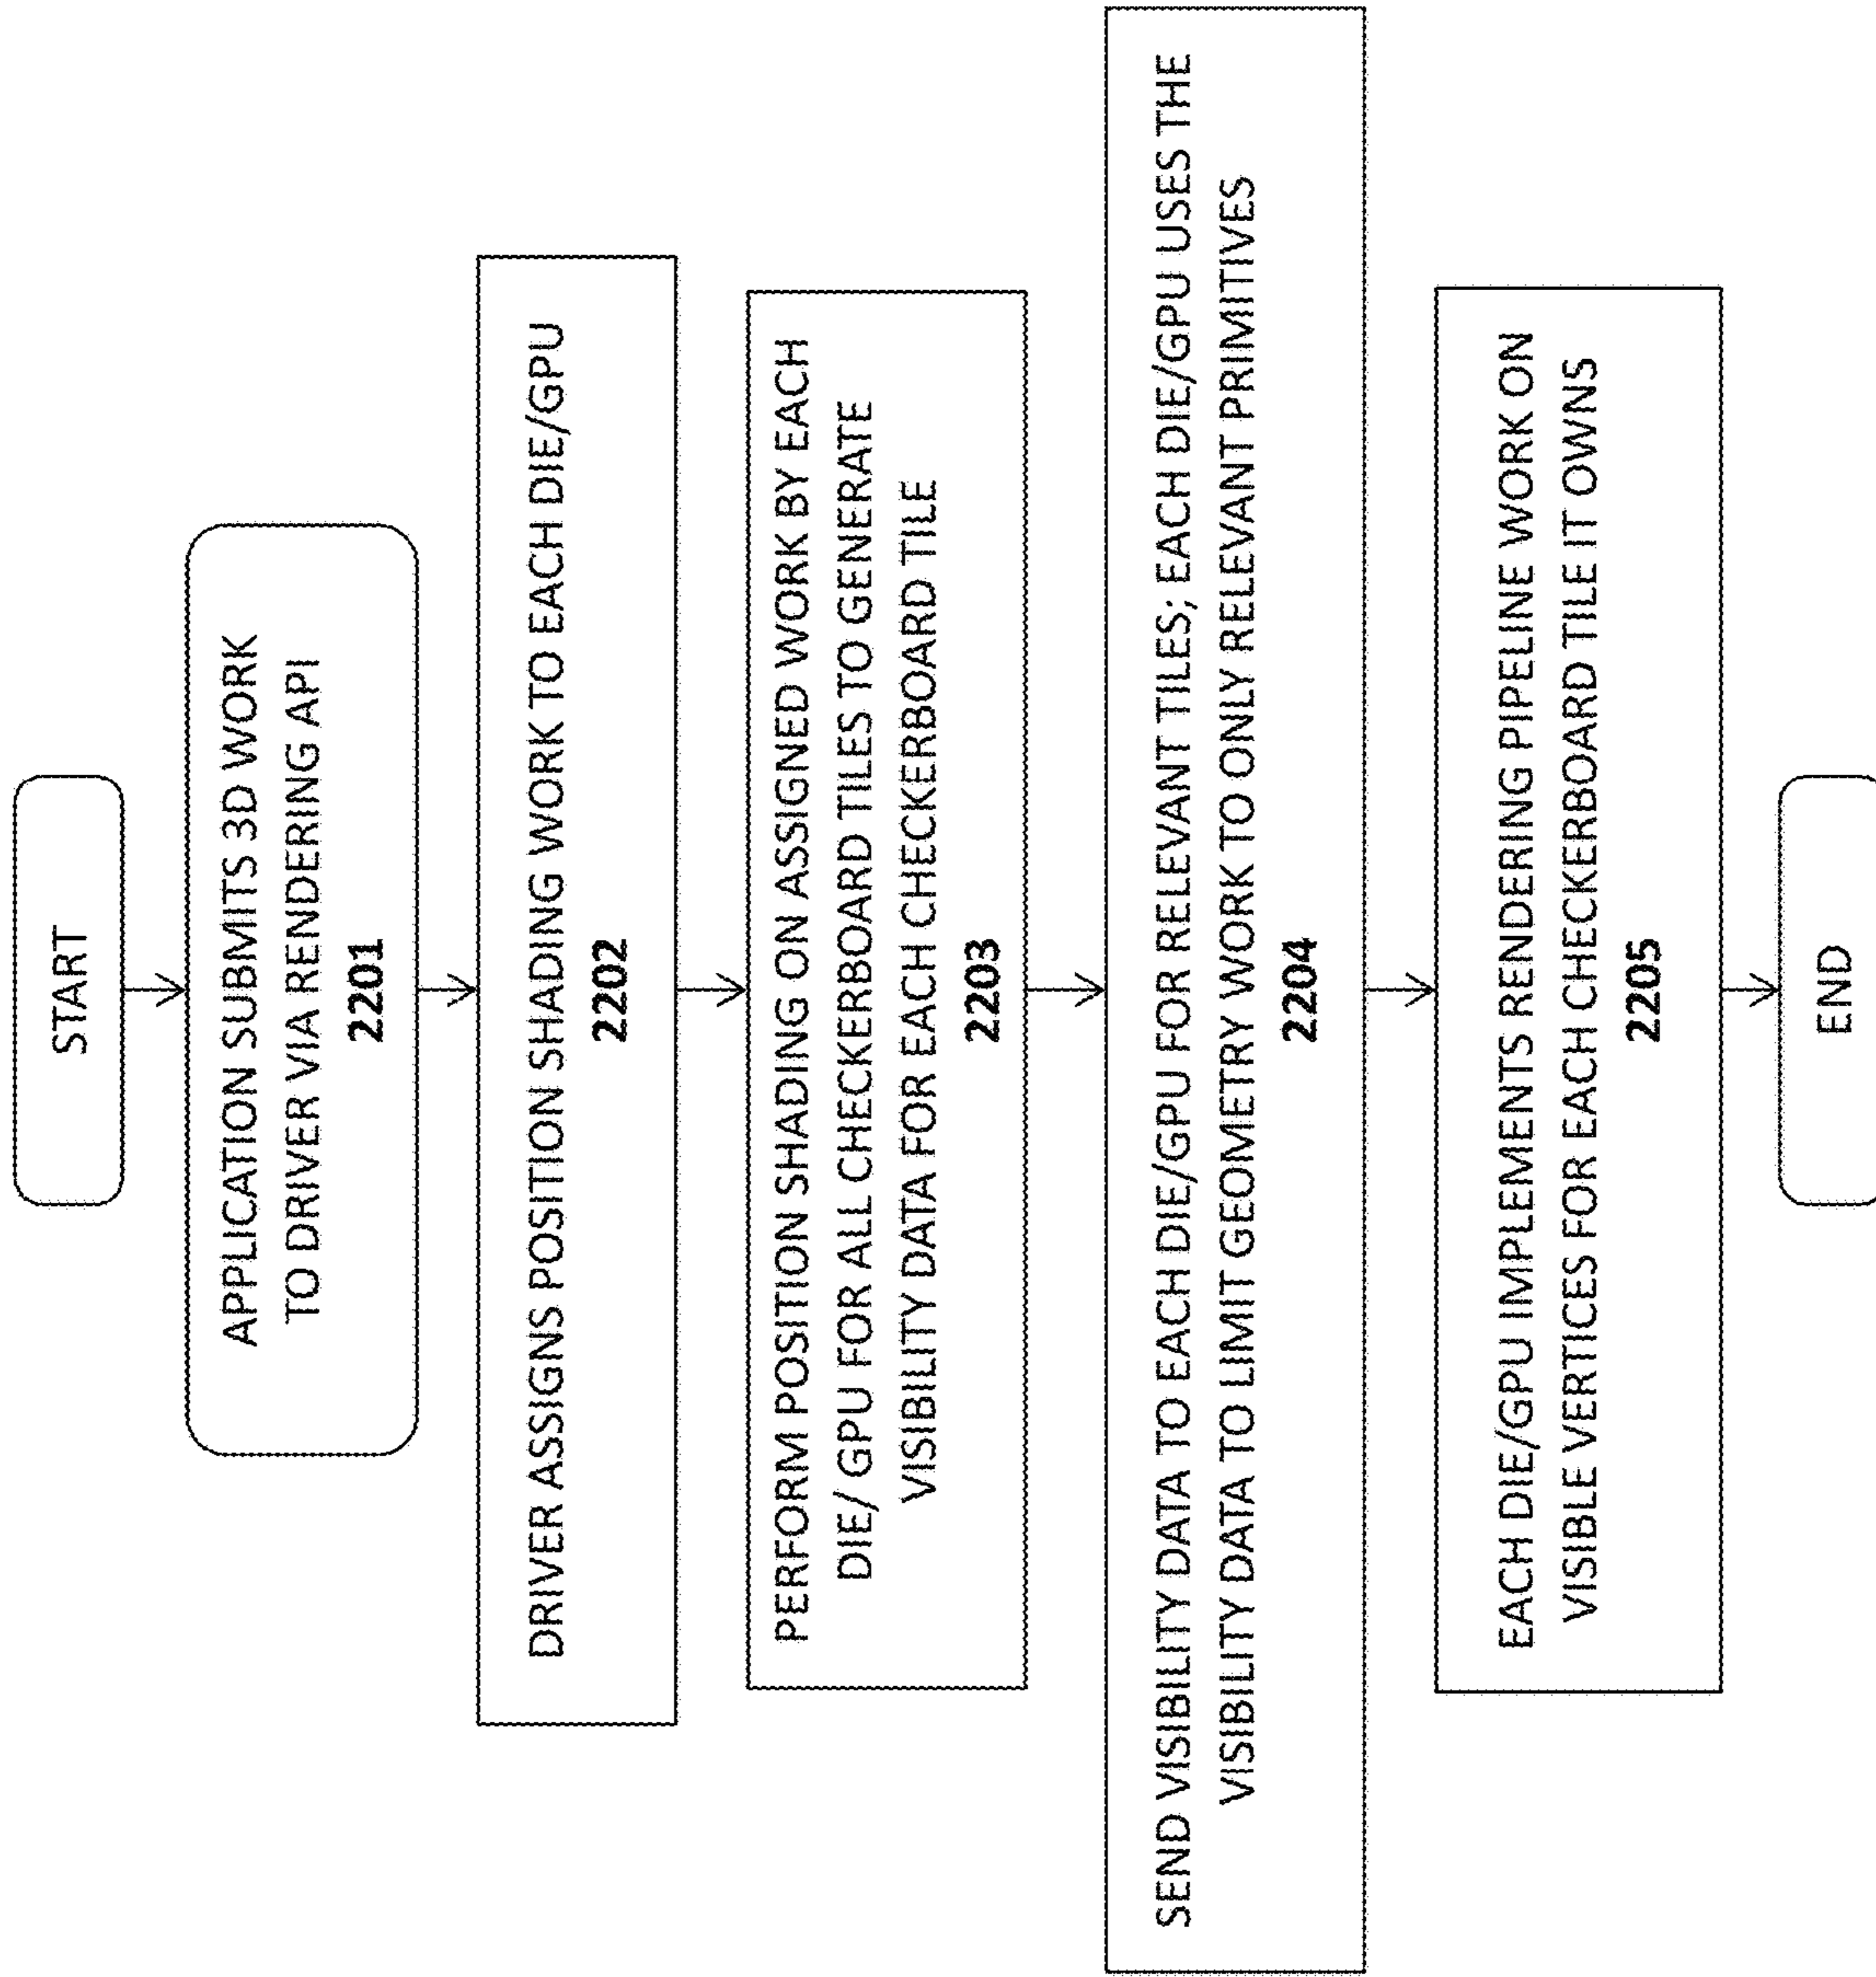 START
APPLICATION SUBMITS 3D WORK
TO DRIVER VIA RENDERING API
2201
DRIVER ASSIGNS POSITION SHADING WORK TO EACH DIE/GPU
2202
PERFORM POSITION SHADING ON ASSIGNED WORK BY EACH
DIE/ GPU FOR ALL CHECKERBOARD TILES TO GENERATE
VISIBILITY DATA FOR EACH CHECKERBOARD TILE
2203
SEND VISIBILITY DATA TO EACH DIE/GPU FOR RELEVANT TILES; EACH DIE/GPU USES THE
VISIBILITY DATA TO LIMIT GEOMETRY WORK TO ONLY RELEVANT PRIMITIVES
2204
EACH DIE/GPU IMPLEMENTS RENDERING PIPELINE WORK ON
VISIBLE VERTICES FOR EACH CHECKERBOARD TILE IT OWNS
2205
END